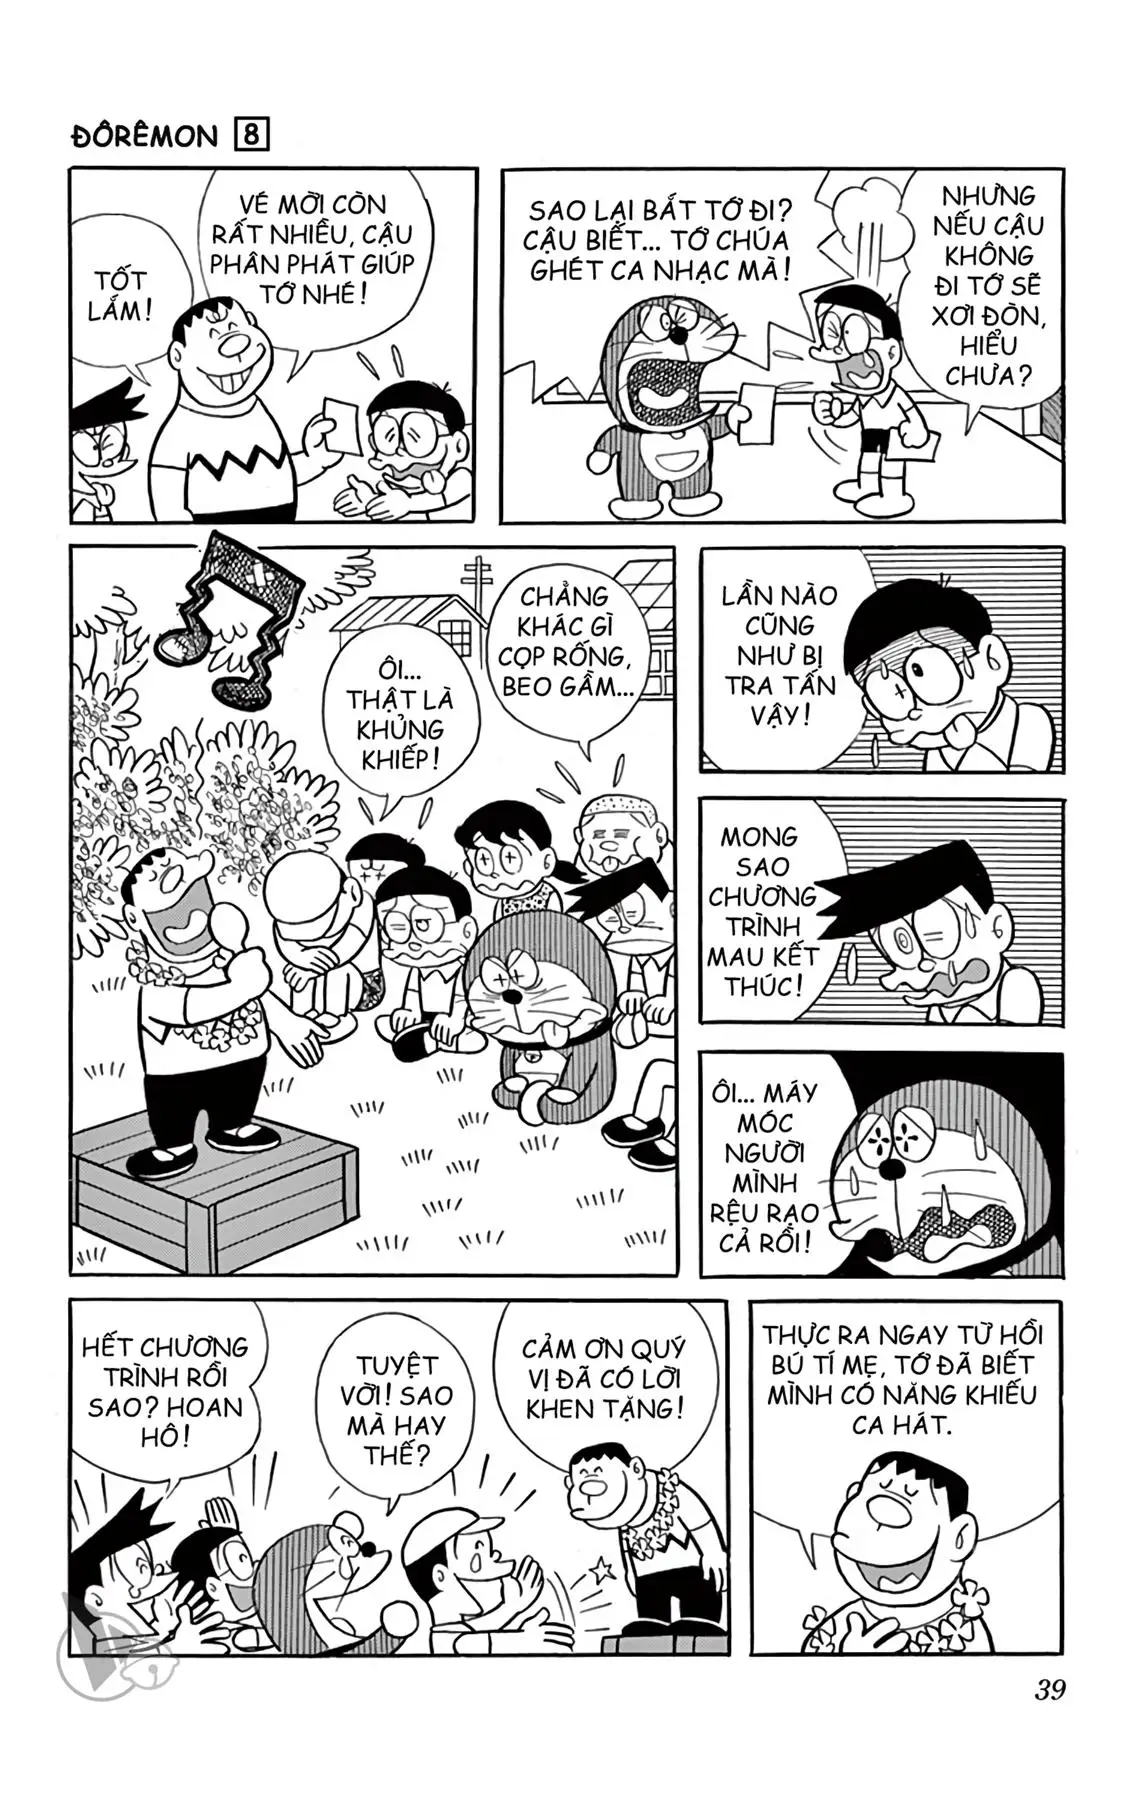 ĐÔRÊMON 8
VÉ MỜI CÒN
RẤT NHIỀU, CẬU
PHÂN PHÁT GIÚP
TỚ NHÉ!
TỐT
LẮM!
SAO LẠI BẮT TỚ ĐI?
CẬU BIẾT... TỚ CHÚA
GHÉT CA NHẠC MÀ!
NHƯNG
NẾU CẬU
KHÔNG
ĐI TỚ SẼ
XƠI ĐÒN,
HIỂU
CHƯA?
CHẲNG
KHÁC GÌ
CỌP RỐNG,
BEO GẦM...
ÔI...
THẬT LÀ
KHỦNG
KHIẾP!
LẦN NÀO
CŨNG
NHƯ BỊ
TRA TẤN
VẬY!
MONG
SAO
CHƯƠNG
TRÌNH
MAU KẾT
THÚC!
ÔI... MÁY
MÓC
NGƯỜI
MÌNH
RỆU RẠO
CẢ RỒI!
HẾT CHƯƠNG
TRÌNH RỒI
SAO? HOAN
HÔ!
TUYỆT
VỜI! SAO
MÀ HAY
THẾ?
CẢM ƠN QUÝ
VỊ ĐÃ CÓ LỜI
KHEN TẶNG!
THỰC RA NGAY TỪ HỒI
BÚ TÍ MẸ, TỚ ĐÃ BIẾT
MÌNH CÓ NĂNG KHIẾU
CA HÁT.
39